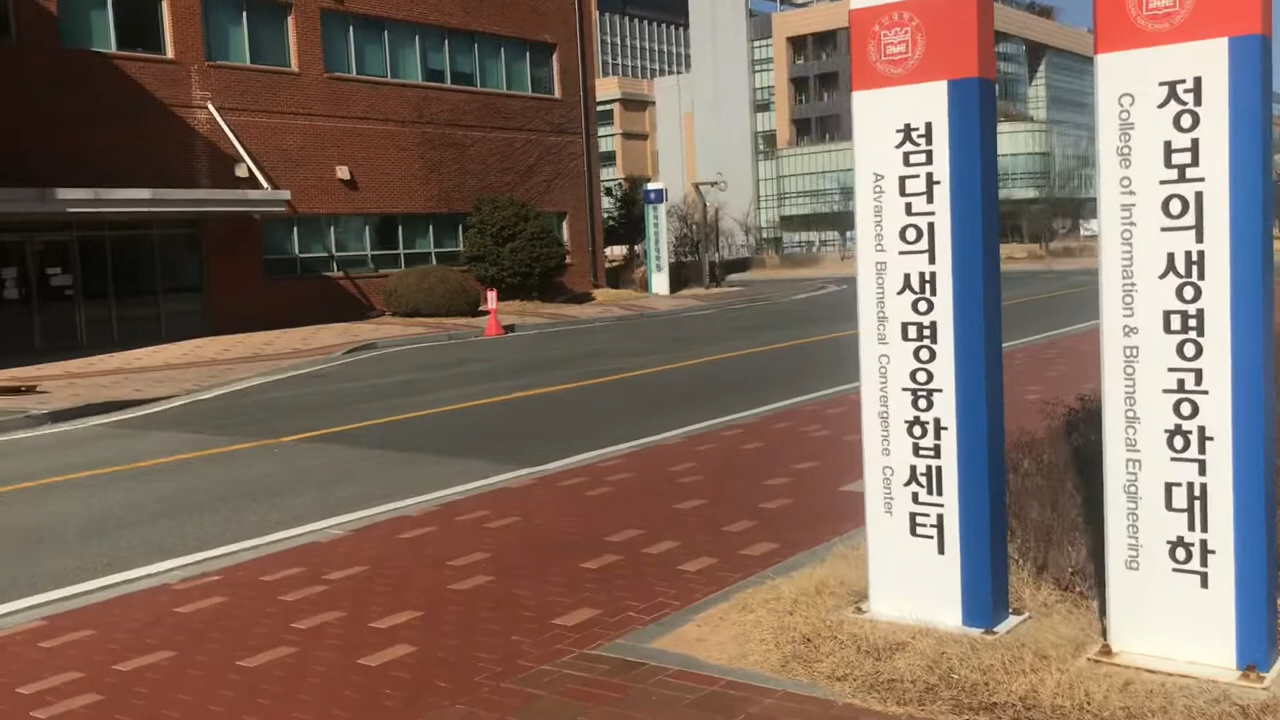 첨단의생명융합센터
Advanced Biomedical Convergence Center
정보의생명공학대학
College of Information & Biomedical Engineering